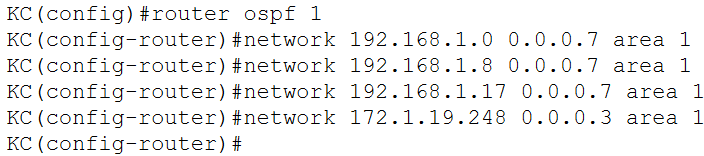 KC(config)#router ospf 1
KC(config-router)#network 192.168.1.0 0.0.0.7 area 1
KC(config-router)#network 192.168.1.8 0.0.0.7 area 1
KC(config-router)#network 192.168.1.17 0.0.0.7 area 1
KC(config-router)#network 172.1.19.248 0.0.0.3 area 1
KC(config-router)#